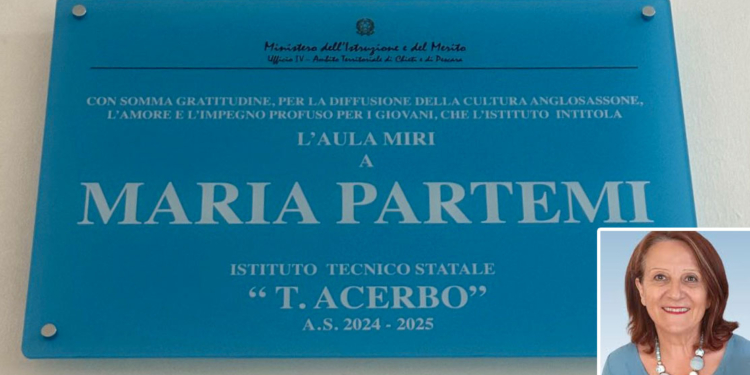 Ministero dell'Istruzione e del Merito
Ufficio IV - Ambito Territoriale di Chieti e di Pescara
CON SOMMA GRATITUDINE, PER LA DIFFUSIONE DELLA CULTURA ANGLOSASSONE,
L'AMORE E L'IMPEGNO PROFUSO PER I GIOVANI, CHE L'ISTITUTO INTITOLA
L'AULA MIRI
A
MARIA PARTEMI
ISTITUTO TECNICO STATALE
“ T. ACERBO”
A.S. 2024 - 2025